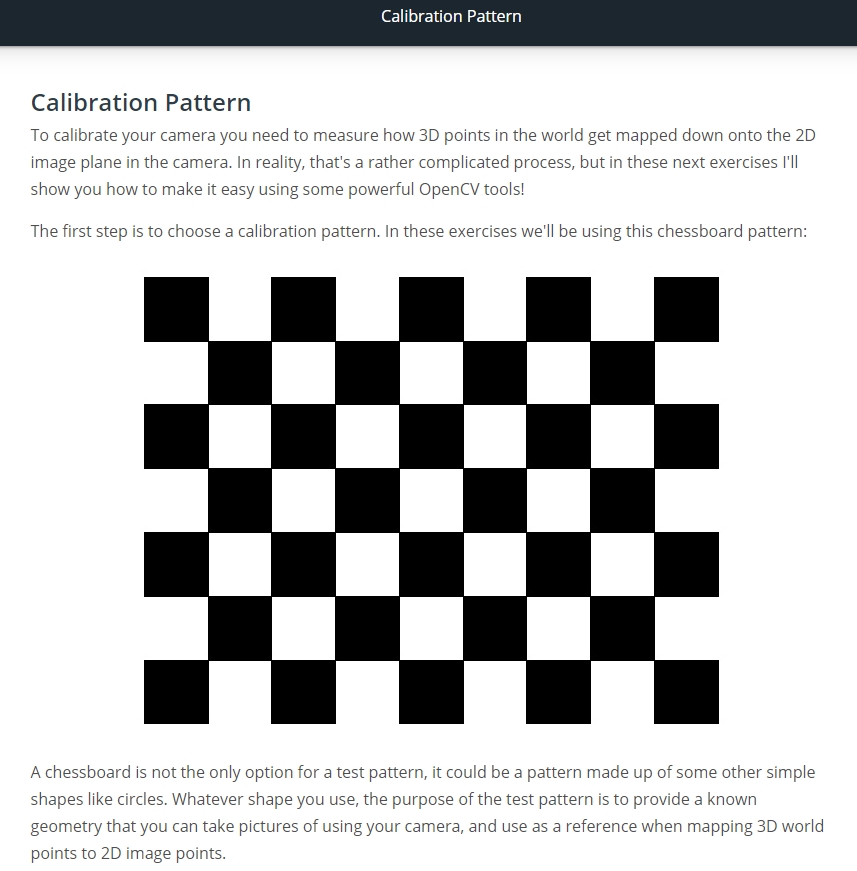 Calibration Pattern
Calibration Pattern
To calibrate your camera you need to measure how 3D points in the world get mapped down onto the 2D
image plane in the camera. In reality, that's a rather complicated process, but in these next exercises I'll
show you how to make it easy using some powerful OpenCV tools!
The first step is to choose a calibration pattern. In these exercises we'll be using this chessboard pattern:
A chessboard is not the only option for a test pattern, it could be a pattern made up of some other simple
shapes like circles. Whatever shape you use, the purpose of the test pattern is to provide a known
geometry that you can take pictures of using your camera, and use as a reference when mapping 3D world
points to 2D image points.